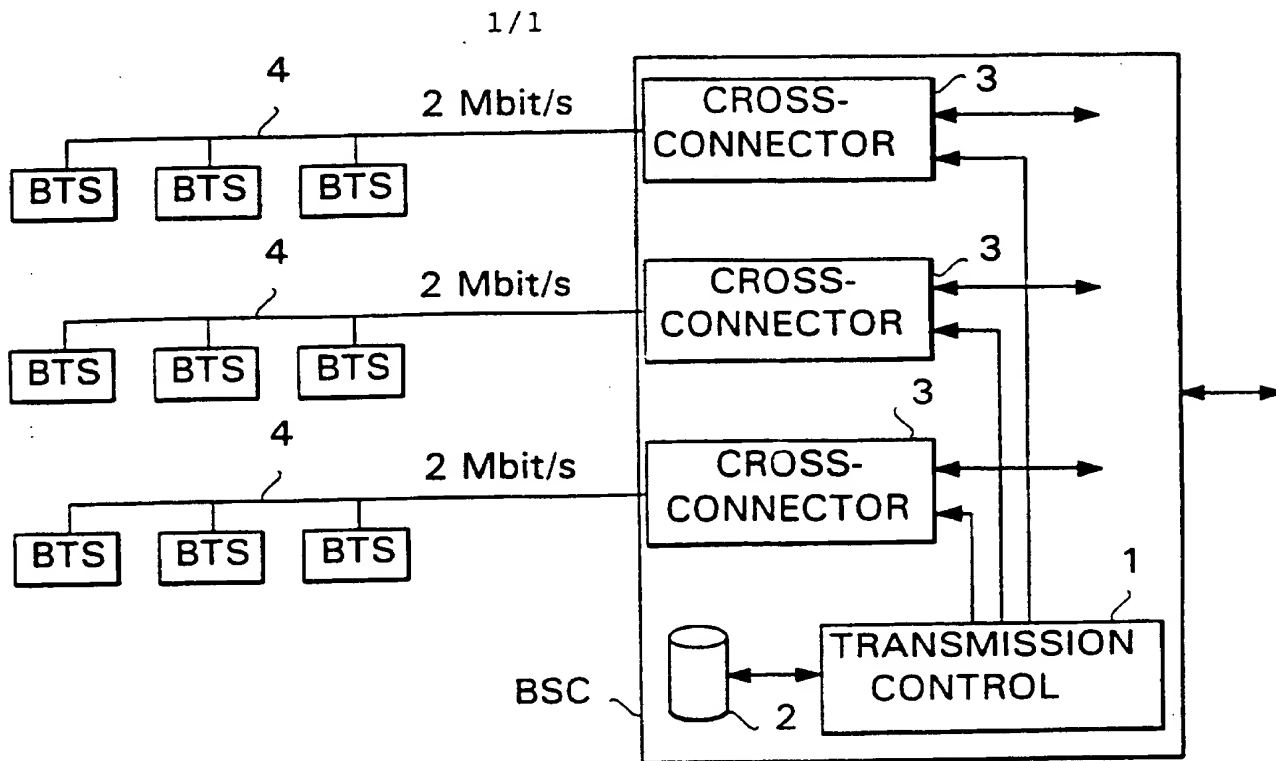 1/1
4
2 Mbit/s
CROSS-
CONNECTOR
3
BTS
BTS
BTS
4
2 Mbit/s
CROSS-
CONNECTOR
3
BTS
BTS
BTS
4
2 Mbit/s
CROSS-
CONNECTOR
3
BTS
BTS
BTS
1
TRANSMISSION
CONTROL
BSC
2